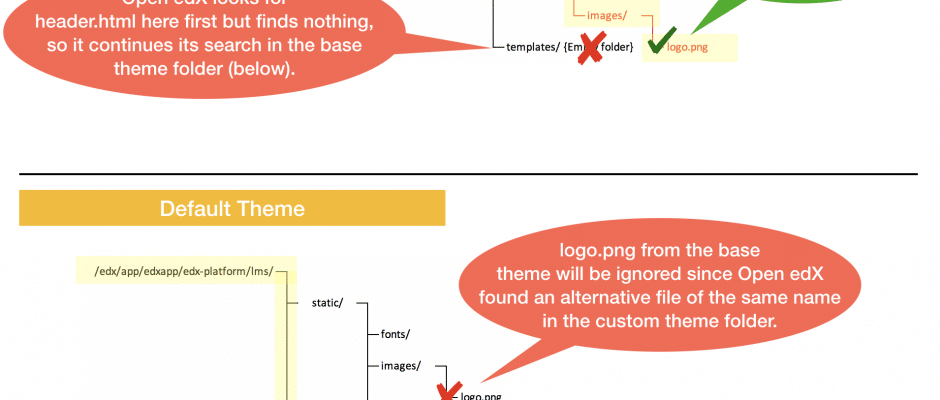 Open edX looks for
header.html here first but finds nothing,
so it continues its search in the base
theme folder (below).
images/
logo.png
templates/ {Empty folder}
Default Theme
/edx/app/edxapp/edx-platform/lms/
static/
fonts/
images/
logo.png
logo.png from the base
theme will be ignored since Open edX
found an alternative file of the same name
in the custom theme folder.